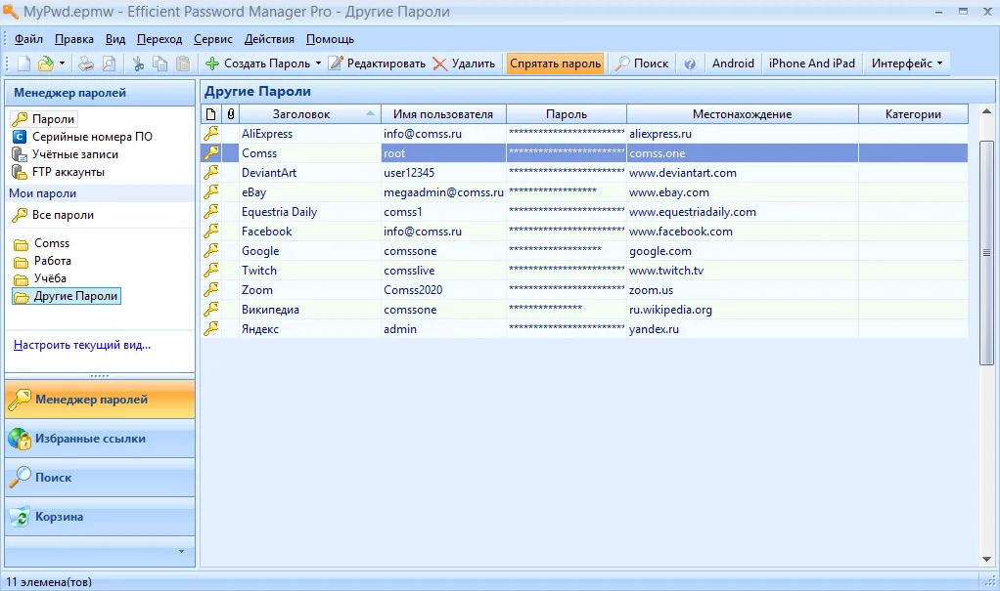 MyPwd.epmw - Efficient Password Manager Pro - Другие Пароли
Файл Правка Вид Переход Сервис Действия Помощь
Создать Пароль Редактировать Удалить Спрятать пароль Поиск Android iPhone And iPad Интерфейс
Менеджер паролей
Пароли
Серийные номера ПО
Учётные записи
FTP аккаунты
Мои пароли
Все пароли
Comss
Работа
Учёба
Другие Пароли
Настроить текущий вид...
Менеджер паролей
Избранные ссылки
Поиск
Корзина
Другие Пароли
Заголовок Имя пользователя Пароль Местонахождение Категории
AliExpress info@comss.ru ********************* aliexpress.ru
Comss root ********************* comss.one
DeviantArt user12345 ********************* www.deviantart.com
eBay megaadmin@comss.ru ****************** www.ebay.com
Equestria Daily comss1 ********************* www.equestriadaily.com
Facebook info@comss.ru ********************* www.facebook.com
Google comssone ******************* google.com
Twitch comsslive ********************* www.twitch.tv
Zoom Comss2020 ********************* zoom.us
Википедия comssone *************** ru.wikipedia.org
Яндекс admin ********************* yandex.ru
11 элемена(тов)